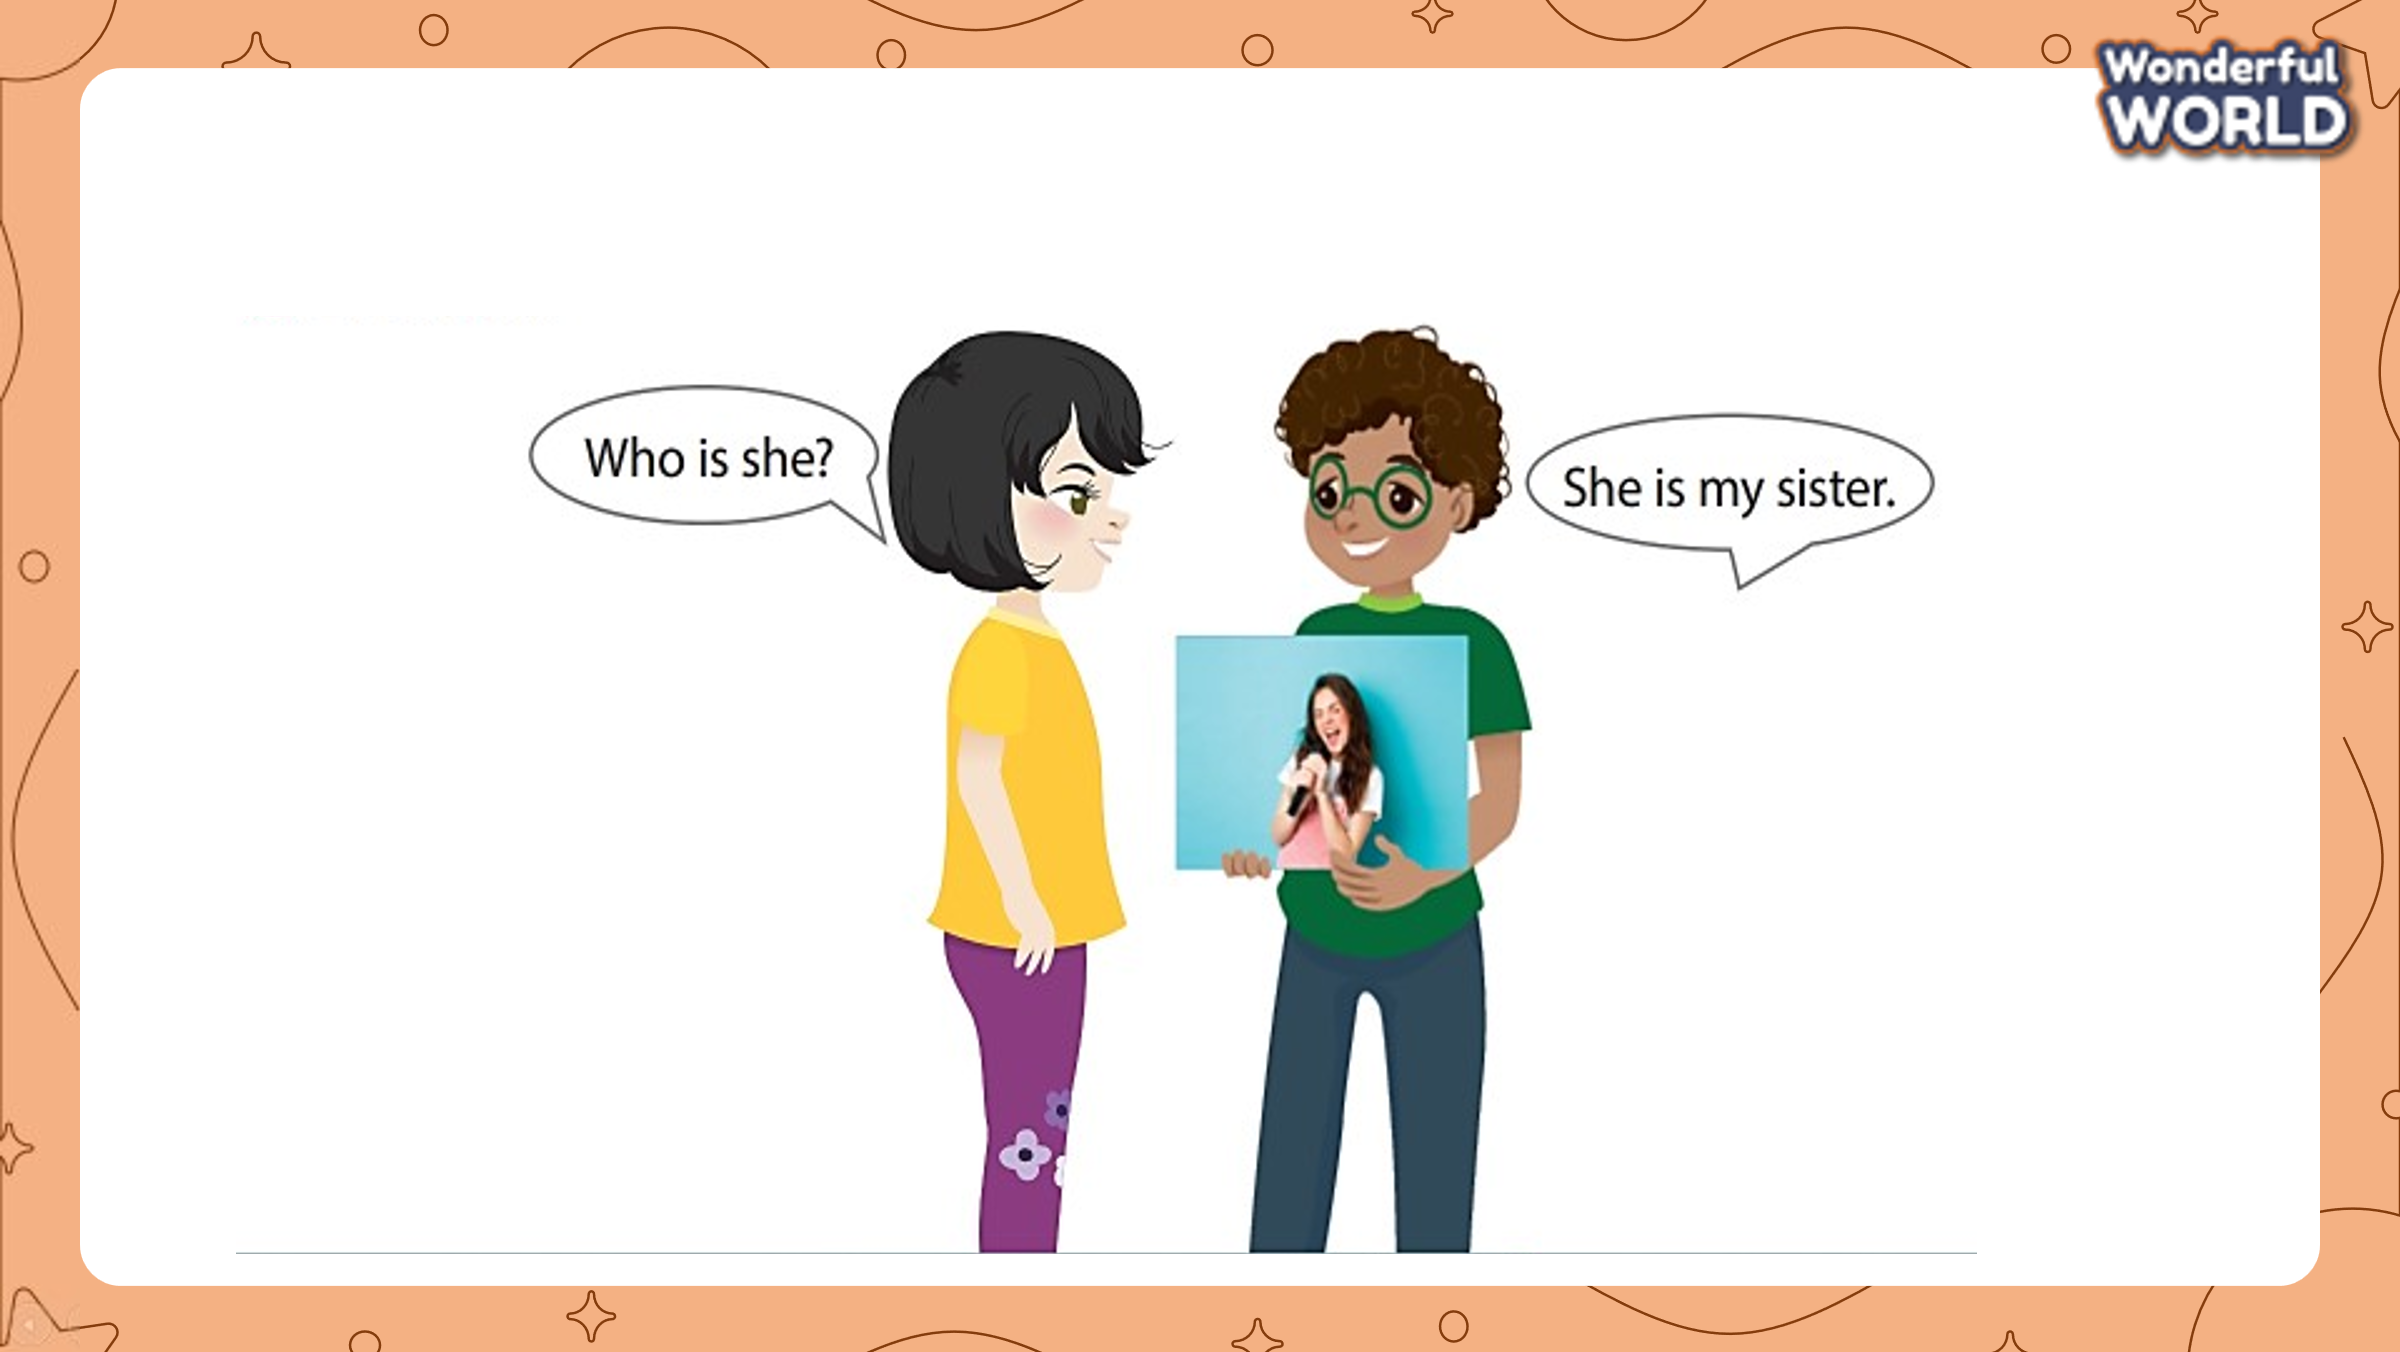 Wonderful
WORLD
Who is she?
She is my sister.